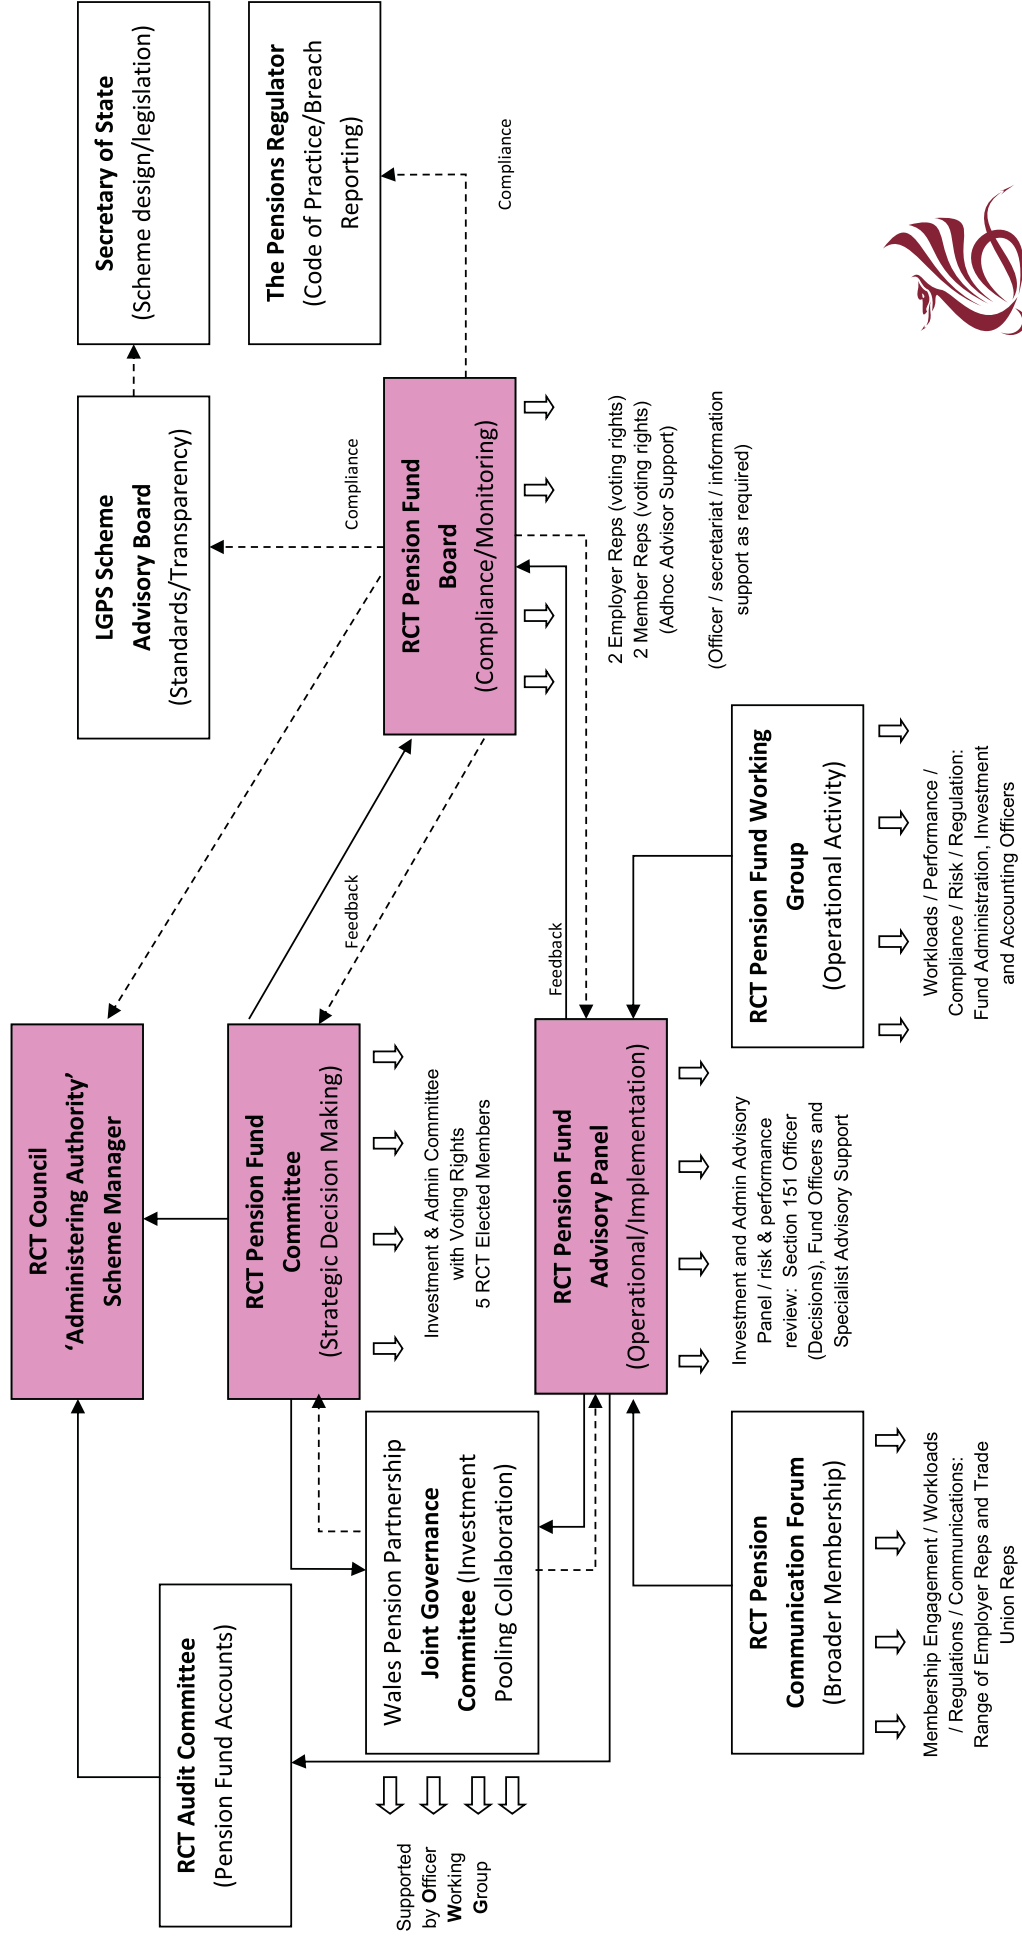 RCT Council
‘Administering Authority’
Scheme Manager
LGPS Scheme
Advisory Board
(Standards/Transparency)
Secretary of State
(Scheme design/legislation)
RCT Audit Committee
(Pension Fund Accounts)
RCT Pension Fund
Committee
(Strategic Decision Making)
Feedback
Compliance
The Pensions Regulator
(Code of Practice/Breach
Reporting)
Investment & Admin Committee
with Voting Rights
5 RCT Elected Members
Wales Pension Partnership
Joint Governance
Committee (Investment
Pooling Collaboration)
RCT Pension Fund
Board
(Compliance/Monitoring)
Compliance
Supported
by Officer
Working
Group
RCT Pension Fund
Advisory Panel
(Operational/Implementation)
Feedback
2 Employer Reps (voting rights)
2 Member Reps (voting rights)
(Adhoc Advisor Support)
(Officer / secretariat / information
support as required)
RCT Pension
Communication Forum
(Broader Membership)
Investment and Admin Advisory
Panel / risk & performance
review: Section 151 Officer
(Decisions), Fund Officers and
Specialist Advisory Support
RCT Pension Fund Working
Group
(Operational Activity)
Membership Engagement / Workloads
/ Regulations / Communications:
Range of Employer Reps and Trade
Union Reps
Workloads / Performance /
Compliance / Risk / Regulation:
Fund Administration, Investment
and Accounting Officers